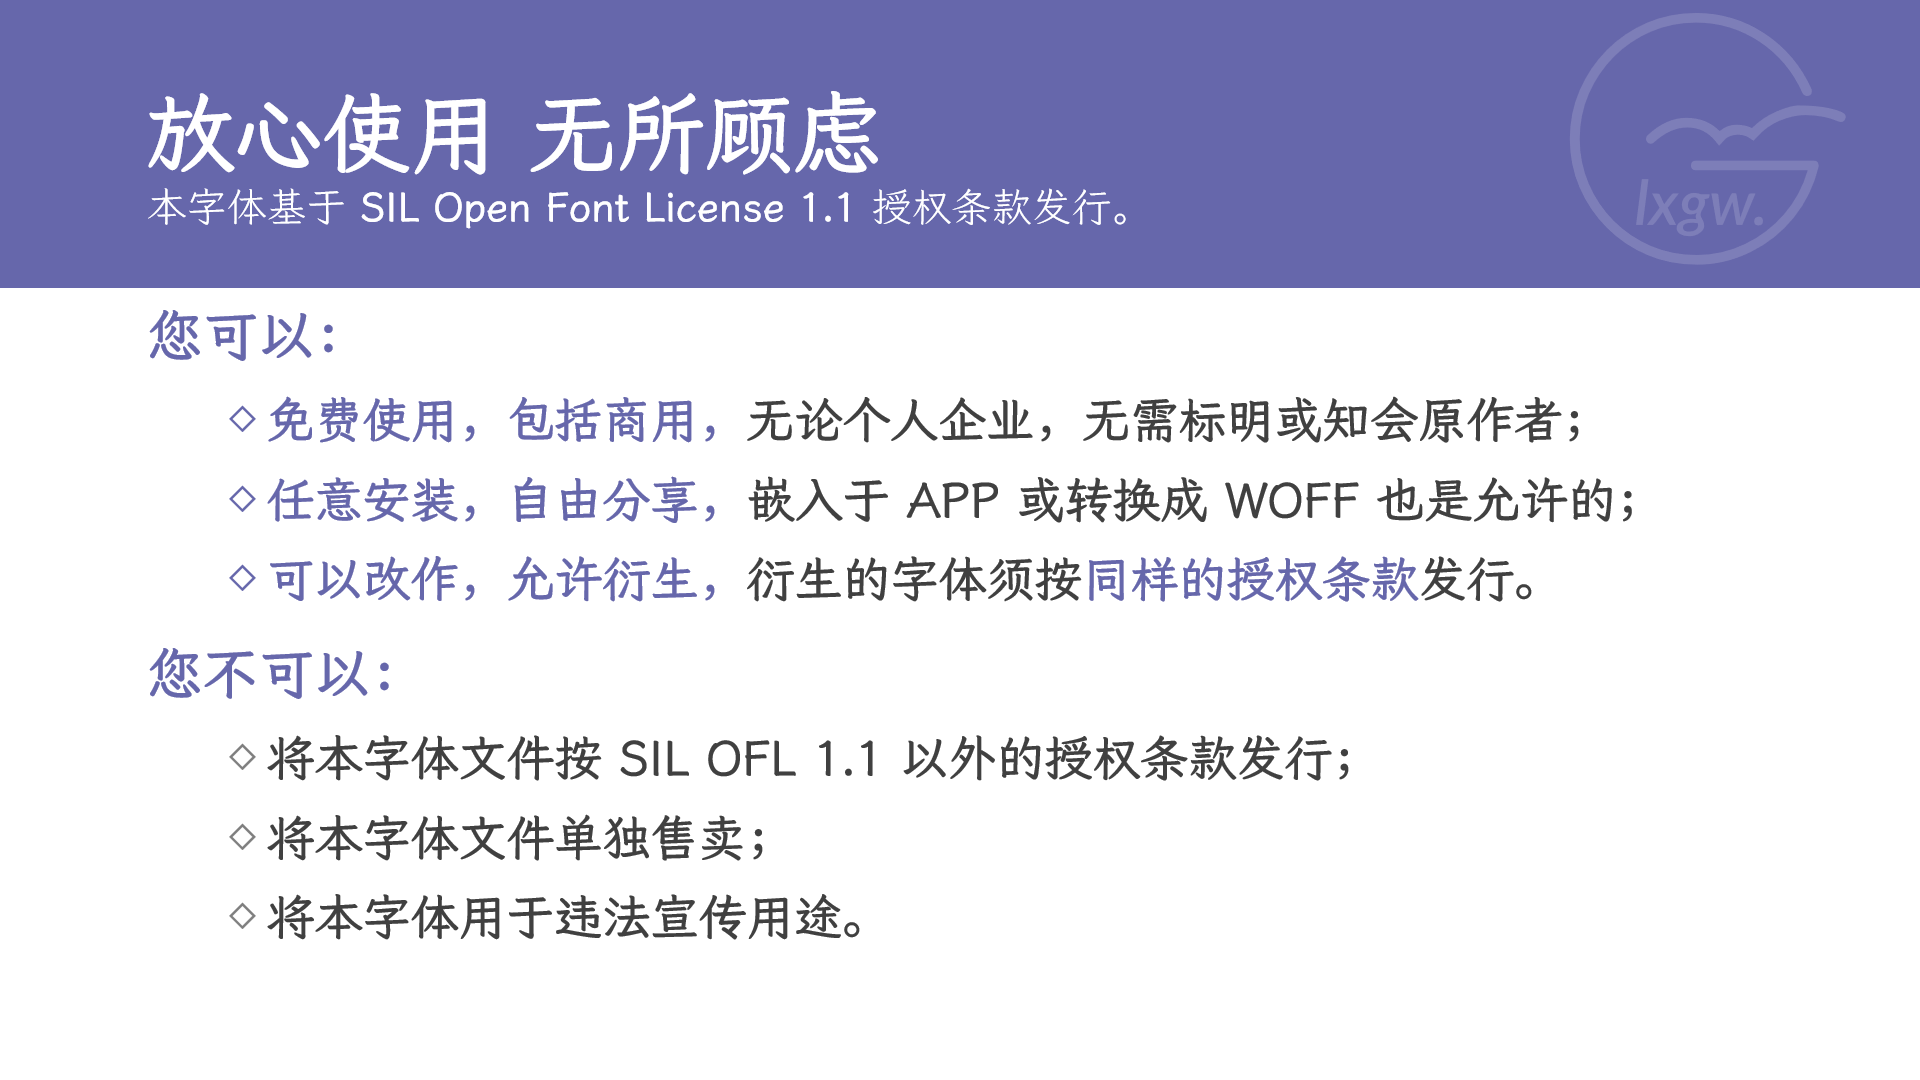 放心使用 无所顾虑
本字体基于 SIL Open Font License 1.1 授权条款发行。
lxgw.
您可以：
◇ 免费使用，包括商用，无论个人企业，无需标明或知会原作者；
◇ 任意安装，自由分享，嵌入于 APP 或转换成 WOFF 也是允许的；
◇ 可以改作，允许衍生，衍生的字体须按同样的授权条款发行。
您不可以：
◇ 将本字体文件按 SIL OFL 1.1 以外的授权条款发行；
◇ 将本字体文件单独售卖；
◇ 将本字体用于违法宣传用途。